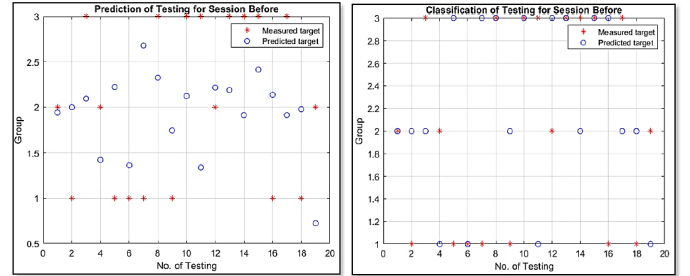 Prediction of Testing for Session Before
3
2.5
2
1.5
1
0.5
Group
0 2 4 6 8 10 12 14 16 18 20
No. of Testing
Measured target
Predicted target
Classification of Testing for Session Before
3
2.8
2.6
2.4
2.2
2
1.8
1.6
1.4
1.2
1
Group
0 2 4 6 8 10 12 14 16 18 20
No. of Testing
Measured target
Predicted target